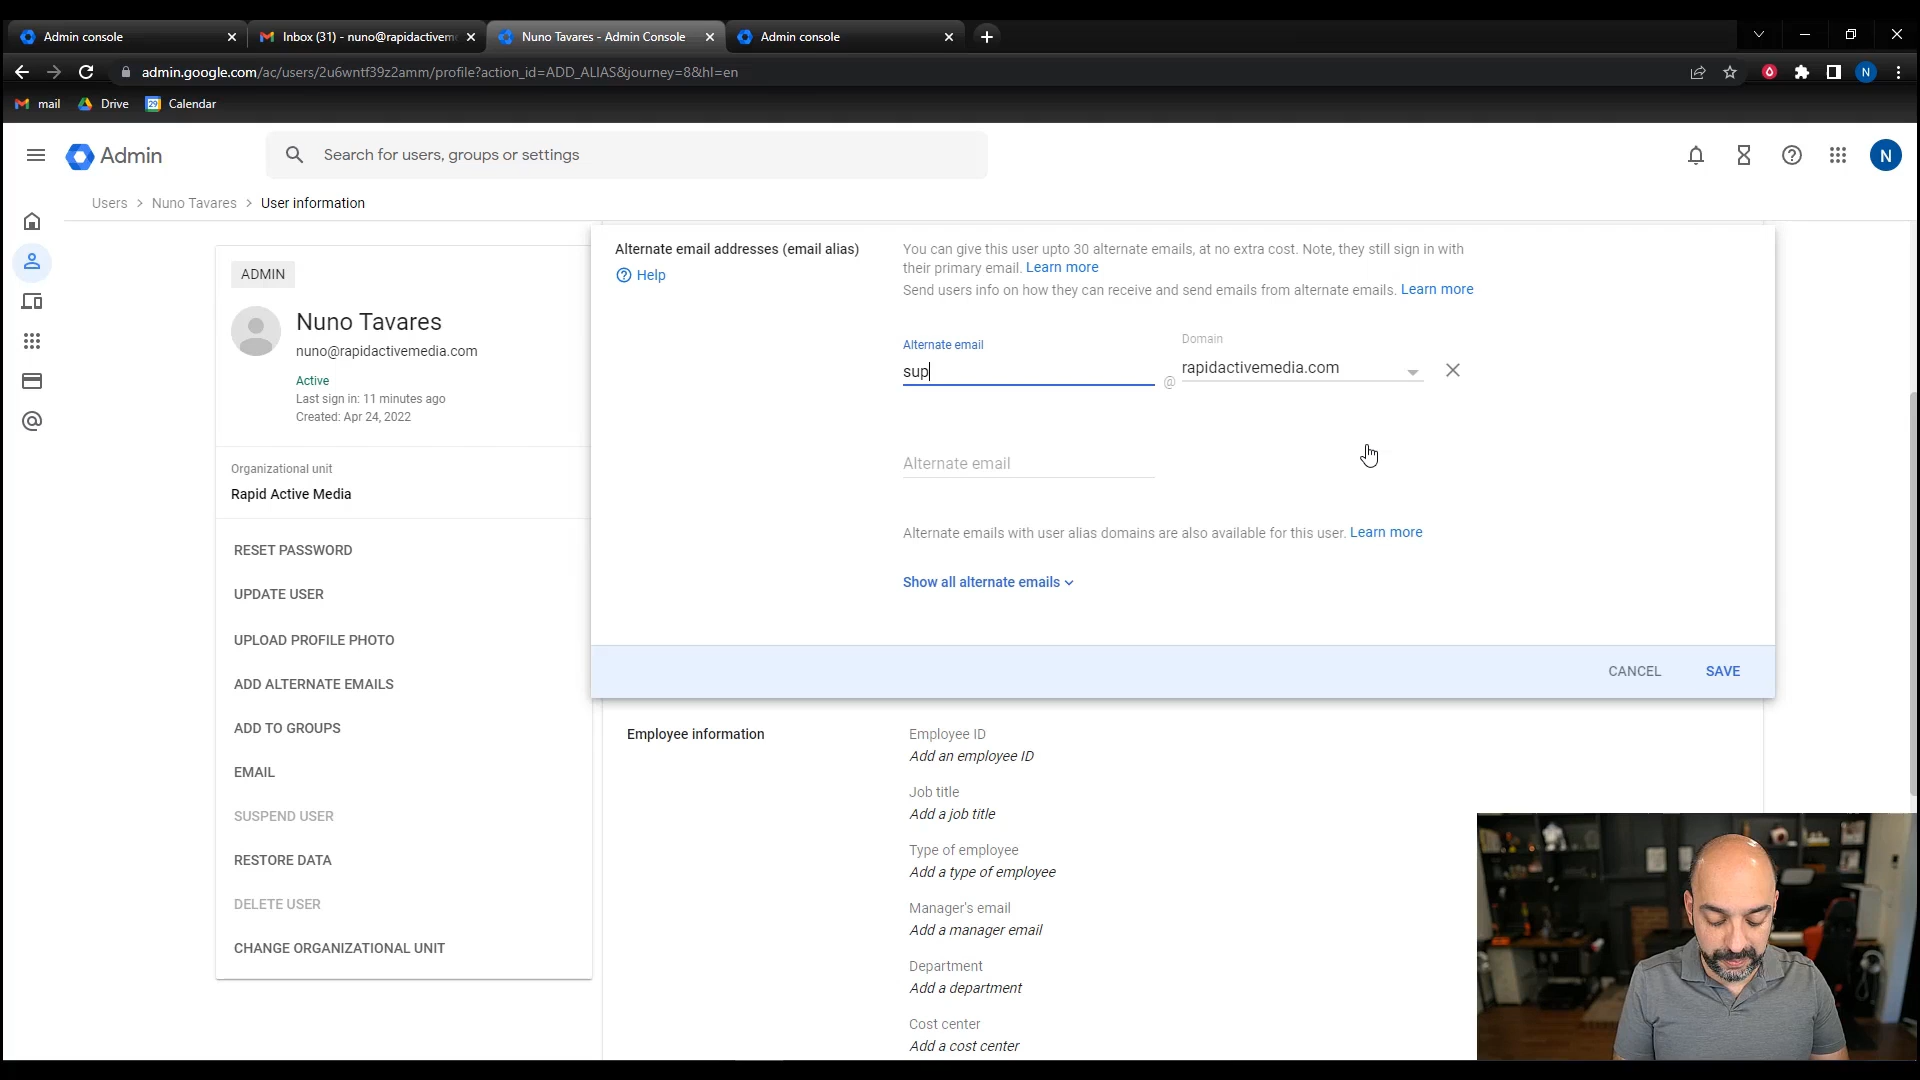 Admin console
Inbox (31) - nuno@rapidactiveme
Nuno Tavares - Admin Console
Admin console
admin.google.com/ac/users/2u6wntf39z2amm/profile?action_id=ADD_ALIAS&journey=8&hl=en
N
mail
Drive
Calendar
Admin
Search for users, groups or settings
N
Users > Nuno Tavares > User information
ADMIN
Nuno Tavares
nuno@rapidactivemedia.com
Active
Last sign in: 11 minutes ago
Created: Apr 24, 2022
Organizational unit
Rapid Active Media
RESET PASSWORD
UPDATE USER
UPLOAD PROFILE PHOTO
ADD ALTERNATE EMAILS
ADD TO GROUPS
EMAIL
SUSPEND USER
RESTORE DATA
DELETE USER
CHANGE ORGANIZATIONAL UNIT
Alternate email addresses (email alias)
Help
You can give this user upto 30 alternate emails, at no extra cost. Note, they still sign in with
their primary email. Learn more
Send users info on how they can receive and send emails from alternate emails. Learn more
Alternate email
sup
@
Domain
rapidactivemedia.com
Alternate email
Alternate emails with user alias domains are also available for this user. Learn more
Show all alternate emails
CANCEL
SAVE
Employee information
Employee ID
Add an employee ID
Job title
Add a job title
Type of employee
Add a type of employee
Manager's email
Add a manager email
Department
Add a department
Cost center
Add a cost center